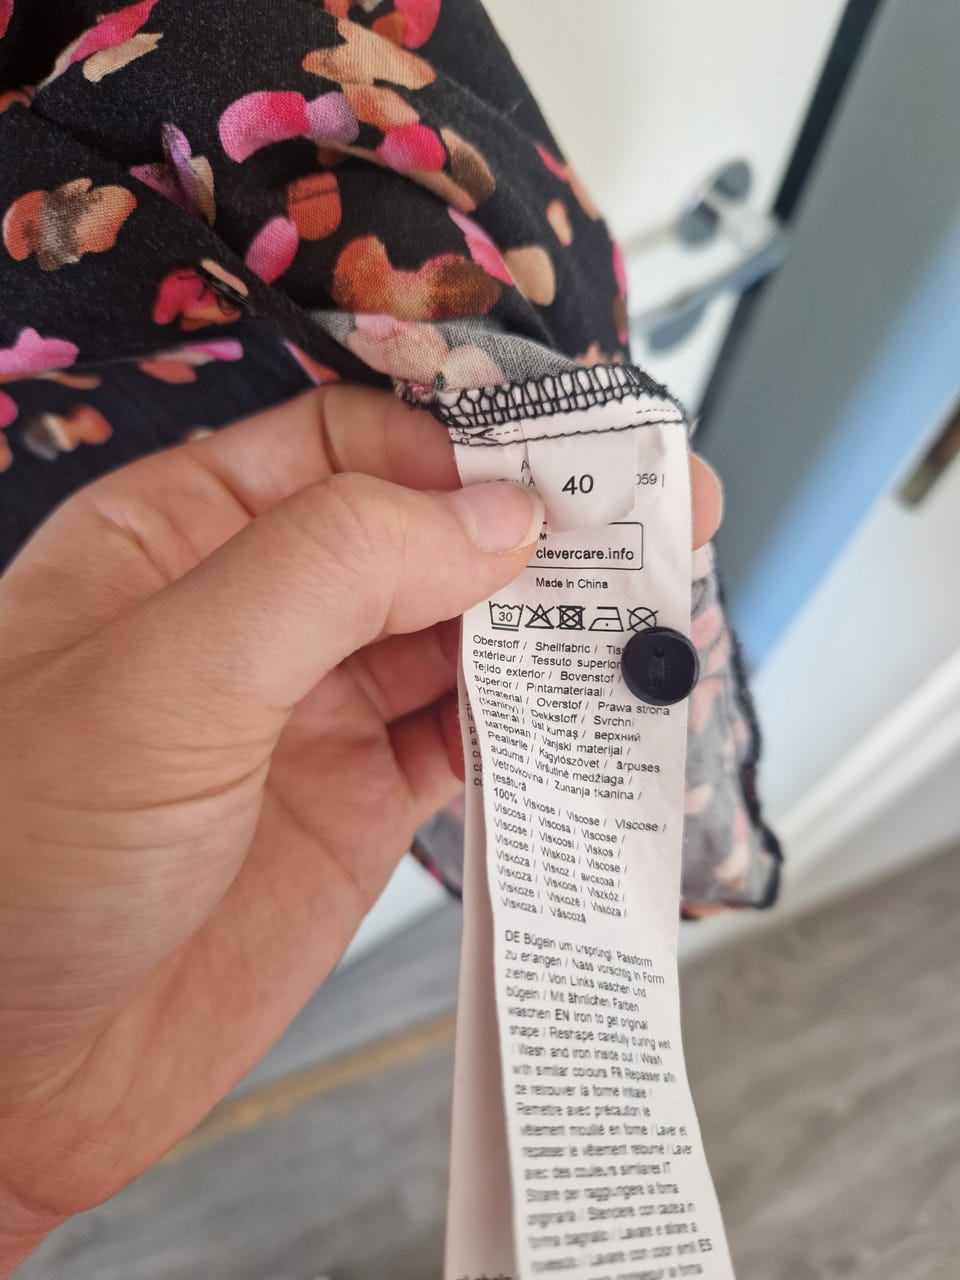 40
059 |
M
clevercare.info
Made In China
30
Oberstoff / Shellfabric /
extérieur / Tessuto superior
Tejido exterior / Bovenstof /
superior / Pintamateriaali /
Ytmaterial / Overstof / Prawa strona
(tkaniny) / Dekkstoff / Svrchní
materiál / üst kumaş / верхний
материал / Vanjski materijal /
Pealisriie / Kagylószövet / ārpuses
audums / Viršutinė medžiaga /
Vetrovkovina / Zunanja tkanina /
țesătură
100% Viskose / Viscose / Viscose /
Viscosa / Viscosa / Viscose /
Viscose / Viskoosi / Viskos /
Viskose / Wiskoza / Viscose /
Viskóza / Viskoz / вискоза /
Viskoza / Viskoos / Viszkóz /
Viskoze / Viskozė / Viskóza /
Viskoza / Vâscoză
DE Bügeln um ursprüngl. Passform
zu erlangen / Nass vorsichtig in Form
ziehen / Von Links waschen und
bügeln / Mit ähnlichen Farben
waschen EN Iron to get original
shape / Reshape carefully during wet
/ Wash and iron inside out / Wash
with similar colours FR Repasser afin
de retrouver la forme initiale /
Remettre avec précaution le
vêtement mouillé en forme / Laver et
repasser le vêtement retourné / Laver
avec des couleurs similaires IT
Stirare per raggiungere la forma
originaria / Stendere con cautela in
forma bagnato / Lavare e stirare a
rovescio / Lavare con color simili ES
conseguir la forma